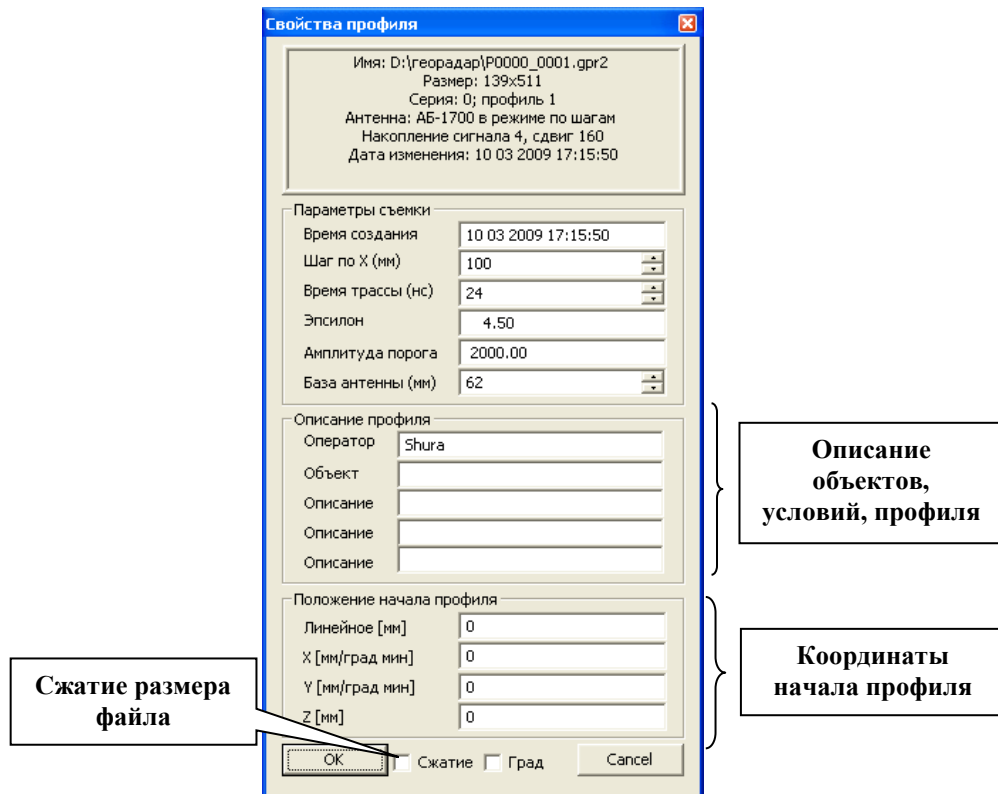 Свойства профиля
Имя: D:\георадар\P0000_0001.gpr2
Размер: 139x511
Серия: 0; профиль 1
Антенна: АБ-1700 в режиме по шагам
Накопление сигнала 4, сдвиг 160
Дата изменения: 10 03 2009 17:15:50
Параметры съемки
Время создания 10 03 2009 17:15:50
Шаг по X (мм) 100
Время трассы (нс) 24
Эпсилон 4.50
Амплитуда порога 2000.00
База антенны (мм) 62
Описание профиля
Оператор Shura
Объект
Описание
Описание
Описание
Описание
объектов,
условий, профиля
Положение начала профиля
Линейное [мм] 0
X [мм/град мин] 0
Y [мм/град мин] 0
Z [мм] 0
Координаты
начала профиля
Сжатие размера
файла
OK Сжатие Град Cancel